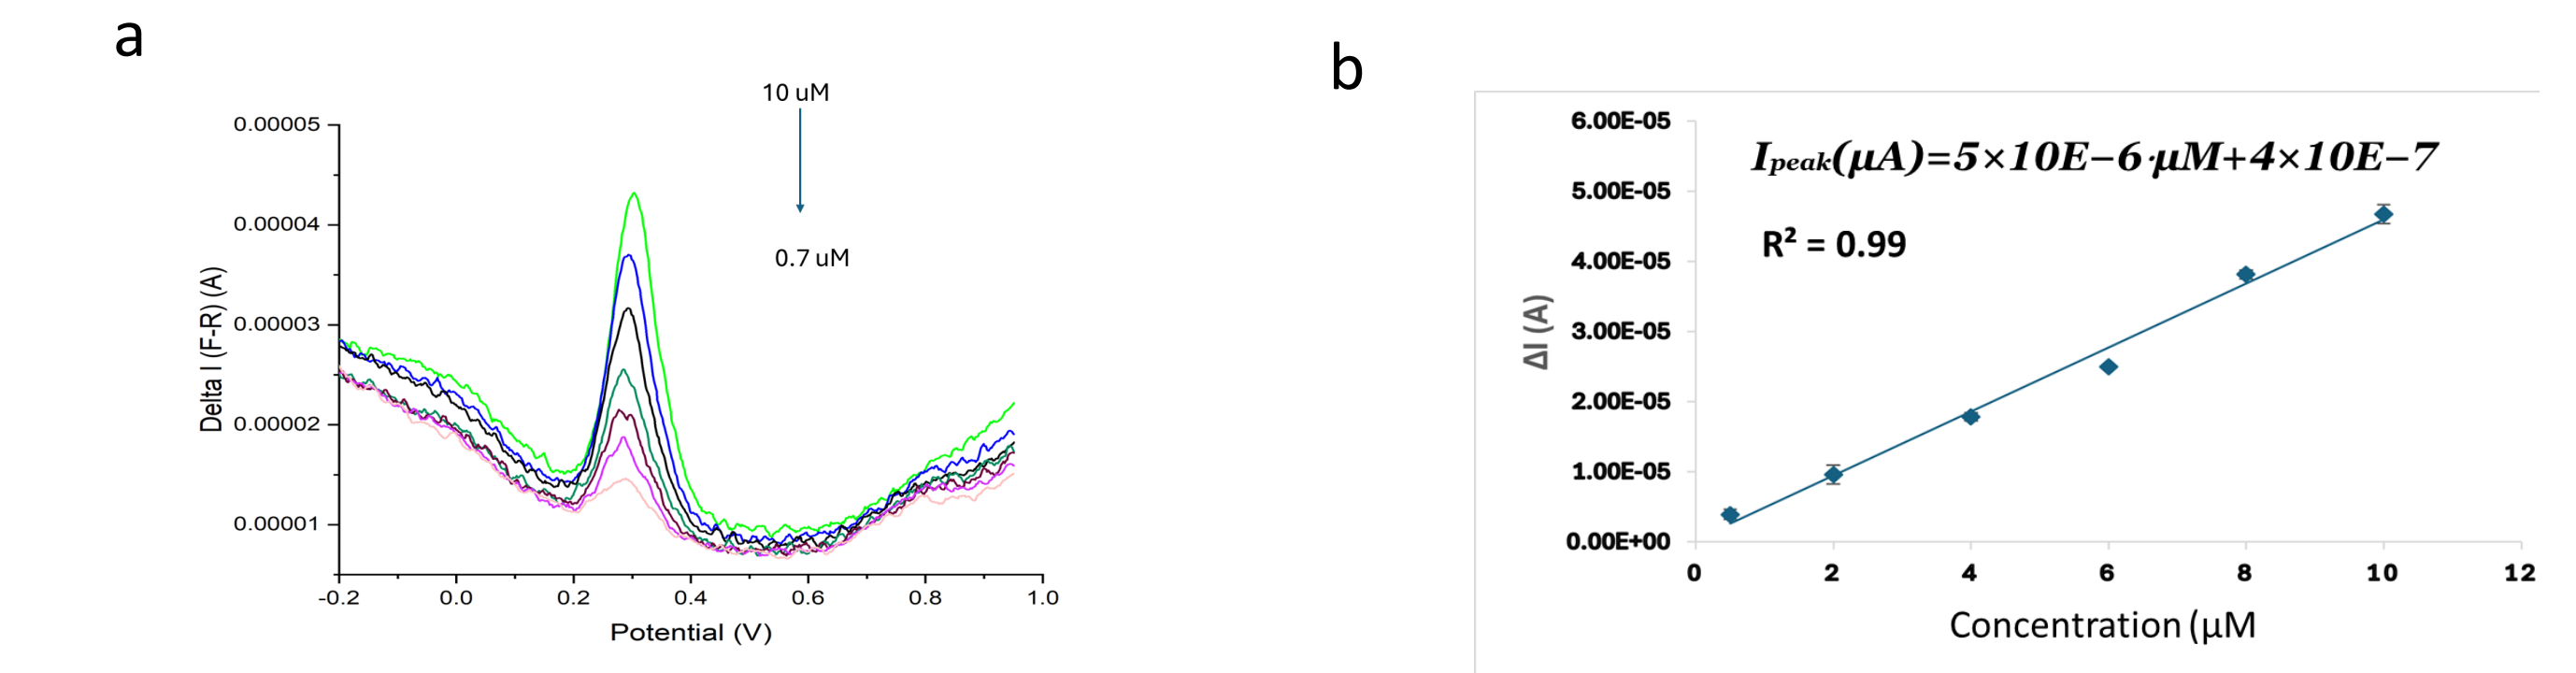 a
10 uM
0.7 uM
0.00005
0.00004
0.00003
0.00002
0.00001
Delta I (F-R) (A)
-0.2 0.0 0.2 0.4 0.6 0.8 1.0
Potential (V)
b
6.00E-05
5.00E-05
4.00E-05
3.00E-05
2.00E-05
1.00E-05
0.00E+00
Ipeak(μA)=5×10E−6·μM+4×10E−7
R² = 0.99
ΔI (A)
0 2 4 6 8 10 12
Concentration (μM